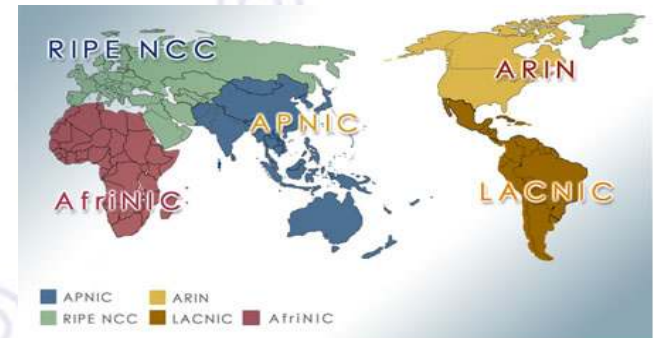 RIPE NCC
ARIN
APNIC
AfriNIC
LACNIC
APNIC ARIN
RIPE NCC LACNIC AfriNIC